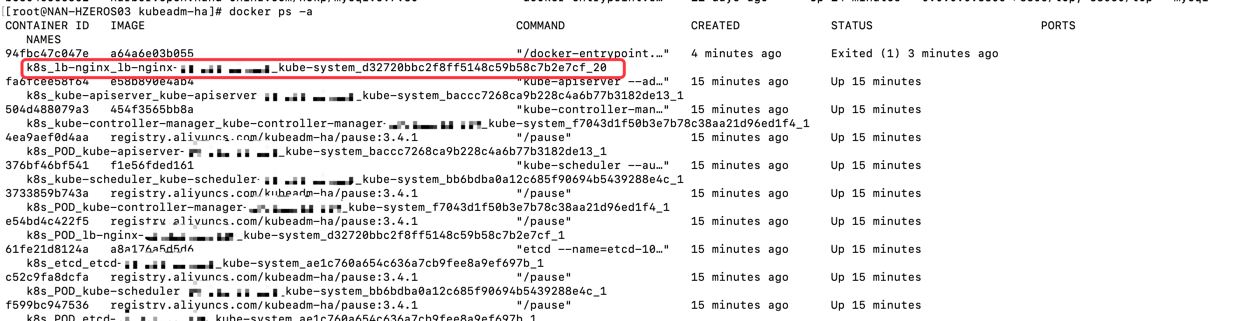 [root@NAN-HZEROS03 kubeadm-ha]# docker ps -a
CONTAINER ID IMAGE COMMAND CREATED STATUS PORTS
NAMES
94fbc47c047e a64a6e03b055 "/docker-entrypoint.…" 4 minutes ago Exited (1) 3 minutes ago
k8s_lb-nginx_lb-nginx- _kube-system_d32720bbc2f8ff5148c59b58c7b2e7cf_20
fa6fcee58f64 e58b890e4ab4 "kube-apiserver --ad…" 15 minutes ago Up 15 minutes
k8s_kube-apiserver_kube-apiserver _kube-system_baccc7268ca9b228c4a6b77b3182de13_1
504d488079a3 454f3565bb8a "kube-controller-man…" 15 minutes ago Up 15 minutes
k8s_kube-controller-manager_kube-controller-manager- _kube-system_f7043d1f50b3e7b78c38aa21d96ed1f4_1
4ea9aef0d4aa registry.aliyuncs.com/kubeadm-ha/pause:3.4.1 "/pause" 15 minutes ago Up 15 minutes
k8s_POD_kube-apiserver- _kube-system_baccc7268ca9b228c4a6b77b3182de13_1
376bf46bf541 f1e56fded161 "kube-scheduler --au…" 15 minutes ago Up 15 minutes
k8s_kube-scheduler_kube-scheduler- _kube-system_bb6bdba0a12c685f90694b5439288e4c_1
3733859b743a registry.aliyuncs.com/kubeadm-ha/pause:3.4.1 "/pause" 15 minutes ago Up 15 minutes
k8s_POD_kube-controller-manager- _kube-system_f7043d1f50b3e7b78c38aa21d96ed1f4_1
e54bd4c422f5 registry.aliyuncs.com/kubeadm-ha/pause:3.4.1 "/pause" 15 minutes ago Up 15 minutes
k8s_POD_lb-nginx- _kube-system_d32720bbc2f8ff5148c59b58c7b2e7cf_1
61fe21d8124a a8a176a5d5d6 "etcd --name=etcd-10…" 15 minutes ago Up 15 minutes
k8s_etcd_etcd- _kube-system_ae1c760a654c636a7cb9fee8a9ef697b_1
c52c9fa8dcfa registry.aliyuncs.com/kubeadm-ha/pause:3.4.1 "/pause" 15 minutes ago Up 15 minutes
k8s_POD_kube-scheduler _kube-system_bb6bdba0a12c685f90694b5439288e4c_1
f599bc947536 registry.aliyuncs.com/kubeadm-ha/pause:3.4.1 "/pause" 15 minutes ago Up 15 minutes
k8s_POD_etcd- _kube-system_ae1c760a654c636a7cb9fee8a9ef697b_1